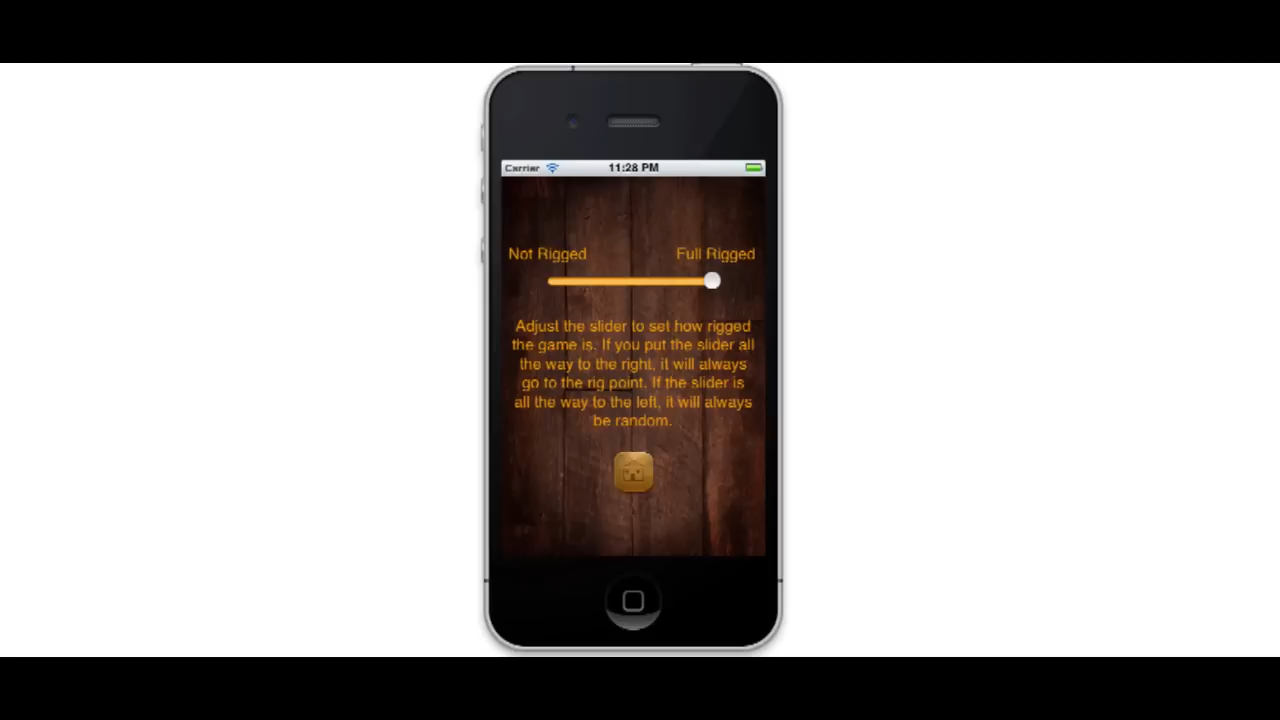 Carrier 11:28 PM
Not Rigged Full Rigged
Adjust the slider to set how rigged
the game is. If you put the slider all
the way to the right, it will always
go to the rig point. If the slider is
all the way to the left, it will always
be random.